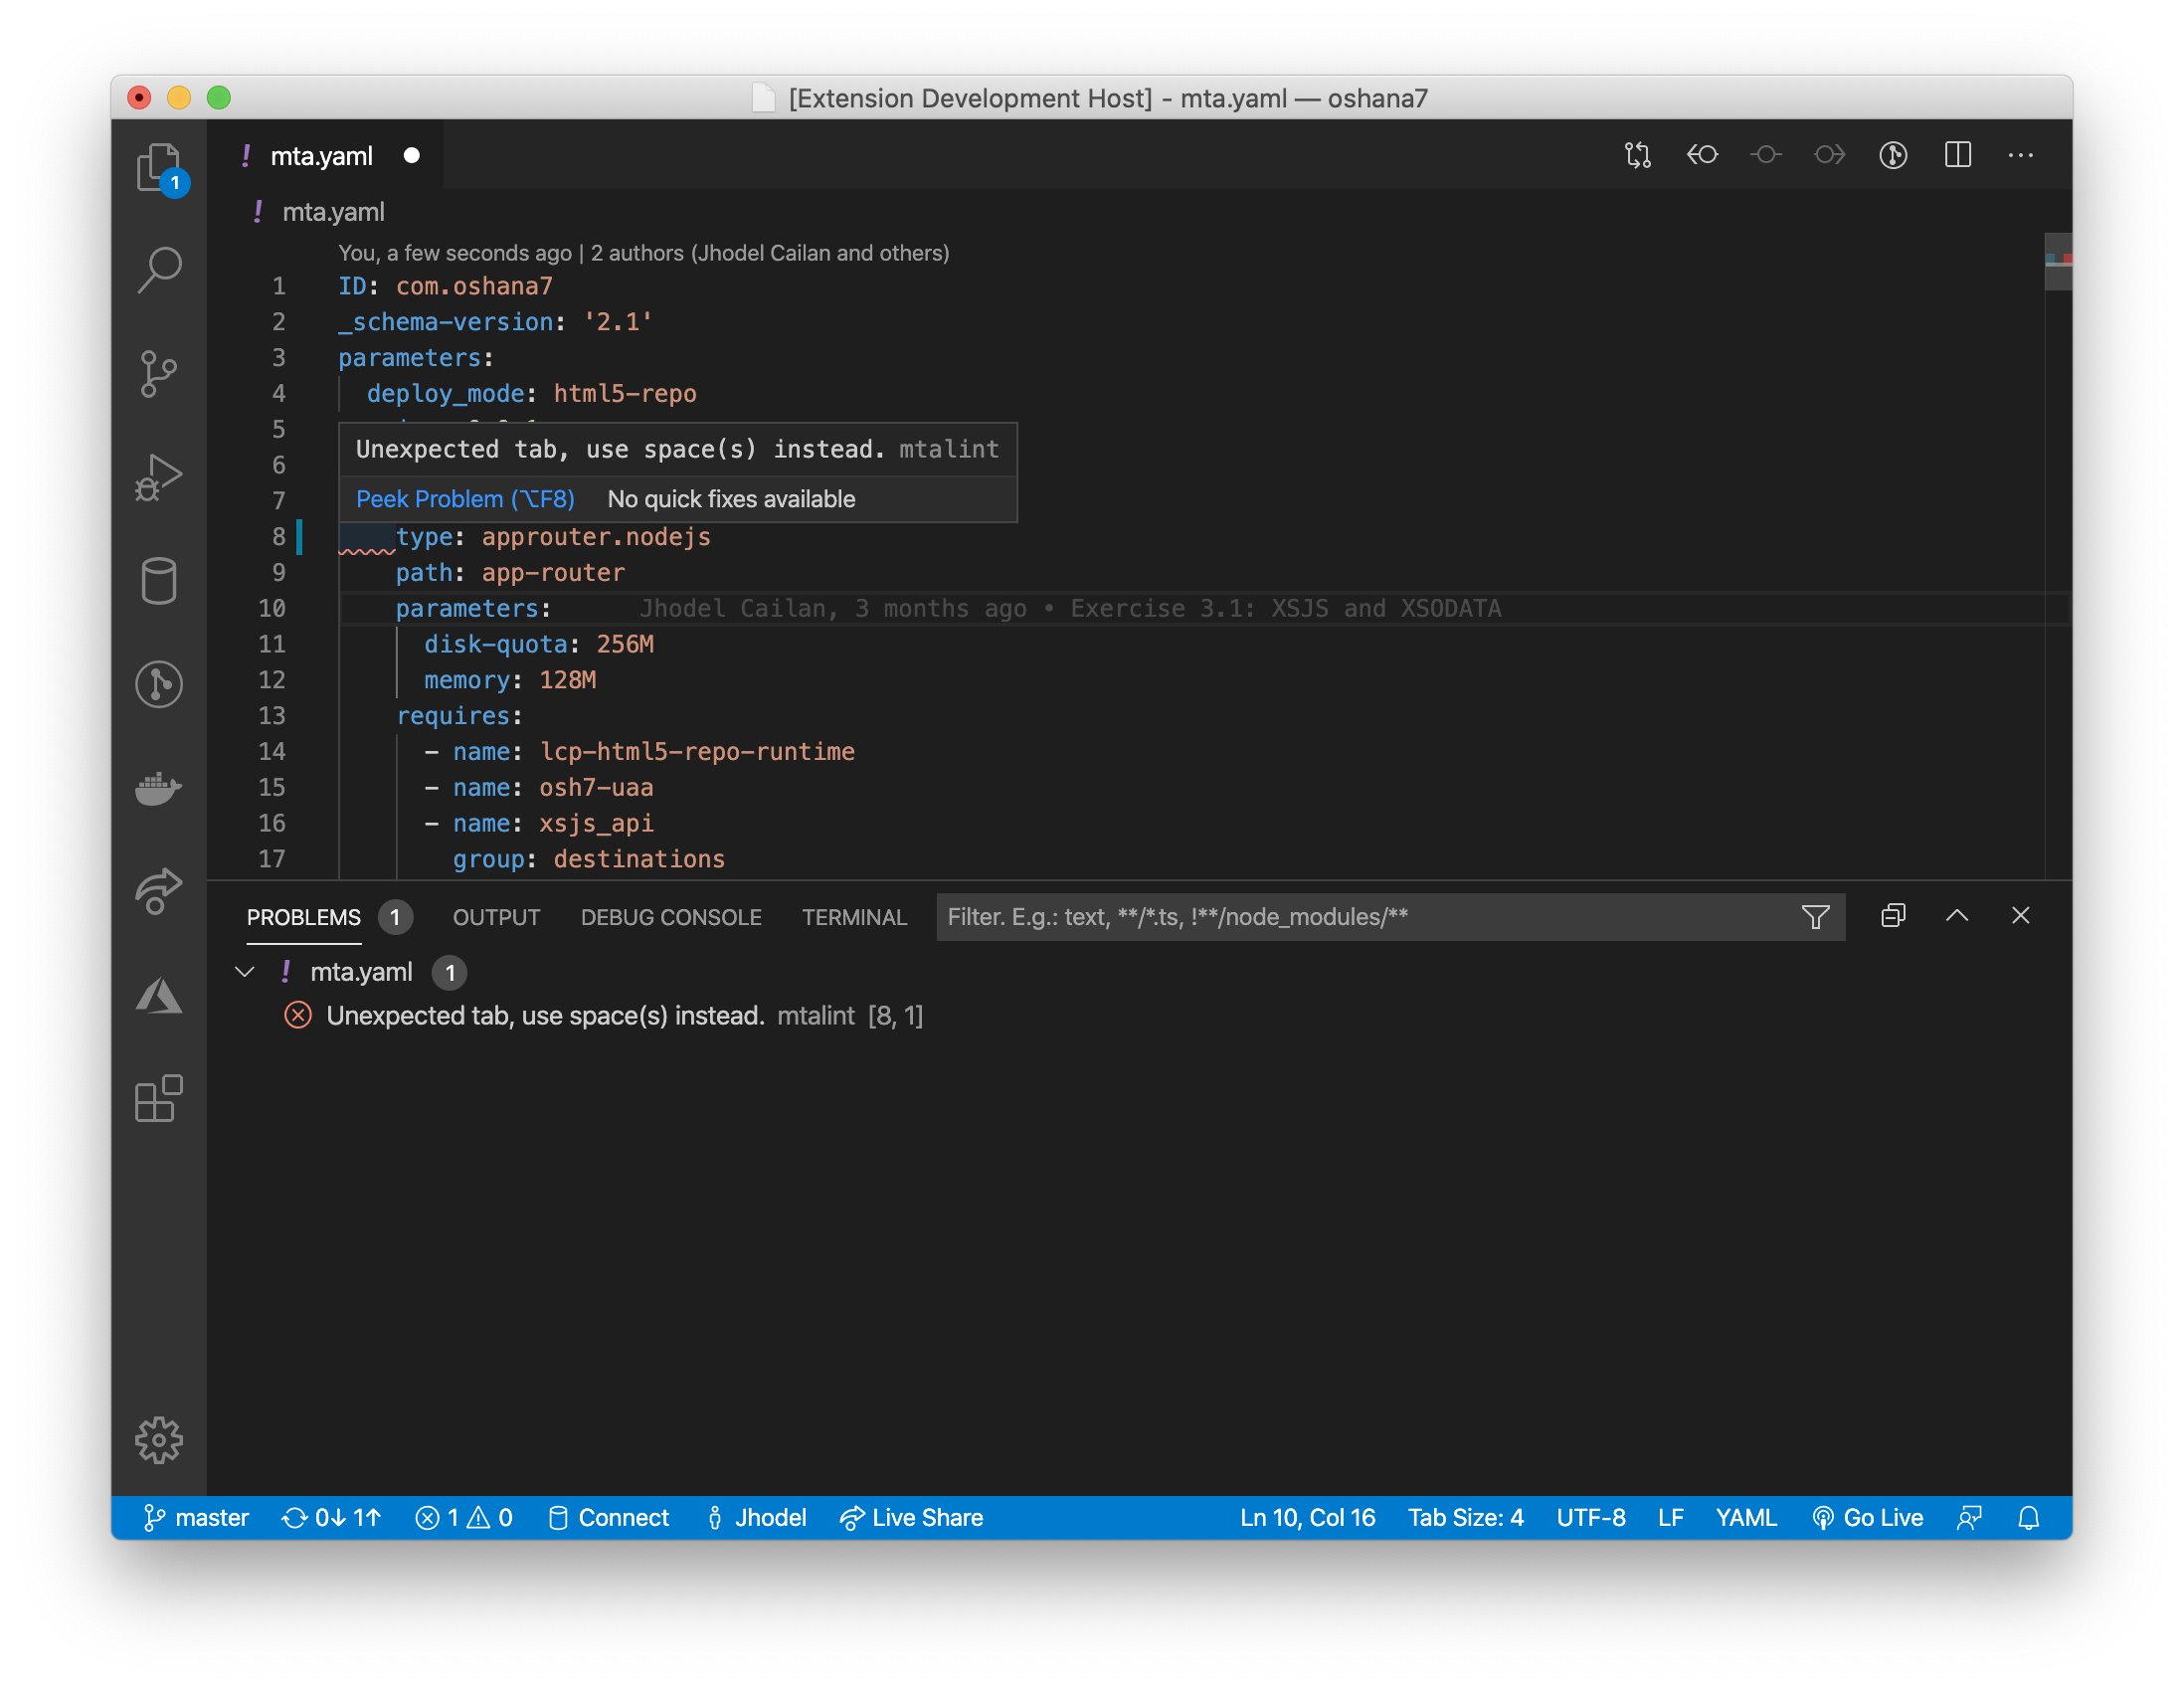 [Extension Development Host] - mta.yaml — oshana7
1
! mta.yaml
! mta.yaml
You, a few seconds ago | 2 authors (Jhodel Cailan and others)
1 ID: com.oshana7
2 _schema-version: '2.1'
3 parameters:
4 deploy_mode: html5-repo
5
Unexpected tab, use space(s) instead. mtalint
6
7
Peek Problem (⌥F8) No quick fixes available
8 type: approuter.nodejs
9 path: app-router
10 parameters: Jhodel Cailan, 3 months ago • Exercise 3.1: XSJS and XSODATA
11 disk-quota: 256M
12 memory: 128M
13 requires:
14 - name: lcp-html5-repo-runtime
15 - name: osh7-uaa
16 - name: xsjs_api
17 group: destinations
PROBLEMS 1 OUTPUT DEBUG CONSOLE TERMINAL Filter. E.g.: text, **/*.ts, !**/node_modules/**
! mta.yaml 1
Unexpected tab, use space(s) instead. mtalint [8, 1]
master 0↓ 1↑ 1 0 Connect Jhodel Live Share Ln 10, Col 16 Tab Size: 4 UTF-8 LF YAML Go Live